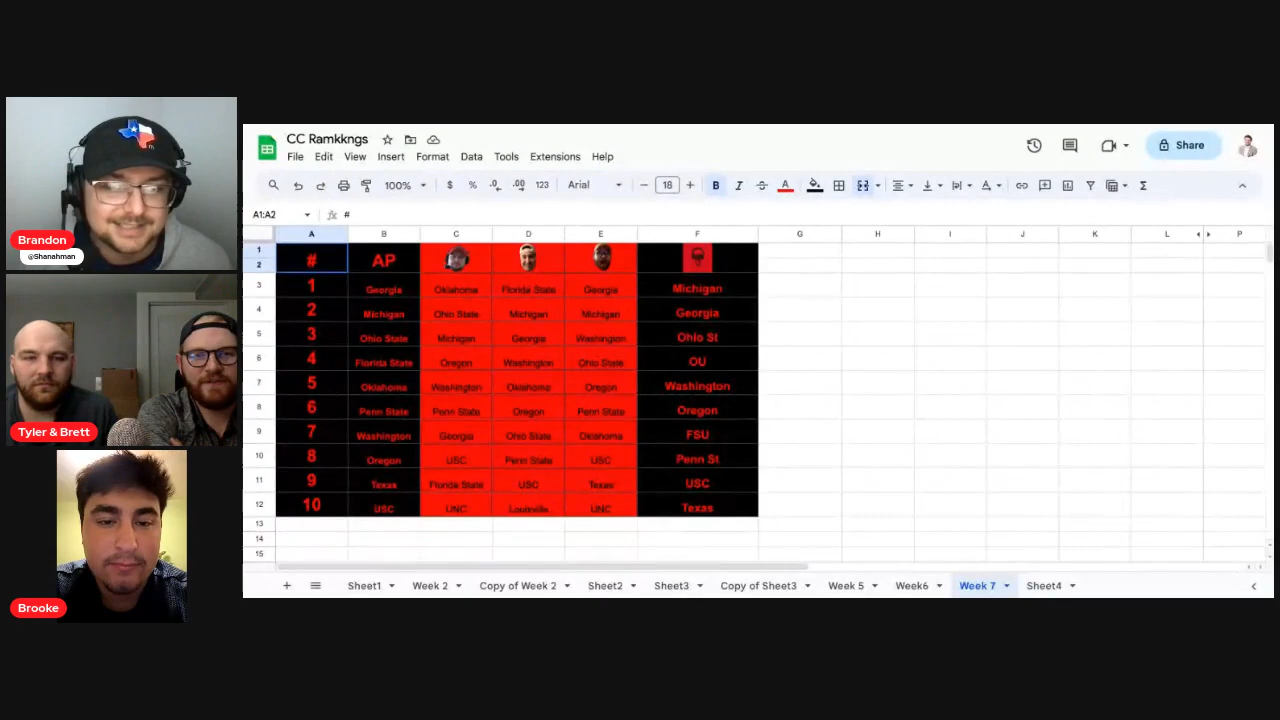 Brandon
@Shanahman
Tyler & Brett
Brooke
CC Ramkkngs
File Edit View Insert Format Data Tools Extensions Help
Share
100% $ % .0 .00 123 Arial 18 B
A1:A2 fx #
A B C D E F G H I J K L P
1
2 # AP
3 1 Georgia Oklahoma Florida State Georgia Michigan
4 2 Michigan Ohio State Michigan Michigan Georgia
5 3 Ohio State Michigan Georgia Washington Ohio St
6 4 Florida State Oregon Washington Ohio State OU
7 5 Oklahoma Washington Oklahoma Oregon Washington
8 6 Penn State Penn State Oregon Penn State Oregon
9 7 Washington Georgia Ohio State Oklahoma FSU
10 8 Oregon USC Penn State USC Penn St
11 9 Texas Florida State USC Texas USC
12 10 USC UNC Louisville UNC Texas
13
14
15
Sheet1 Week 2 Copy of Week 2 Sheet2 Sheet3 Copy of Sheet3 Week 5 Week6 Week 7 Sheet4